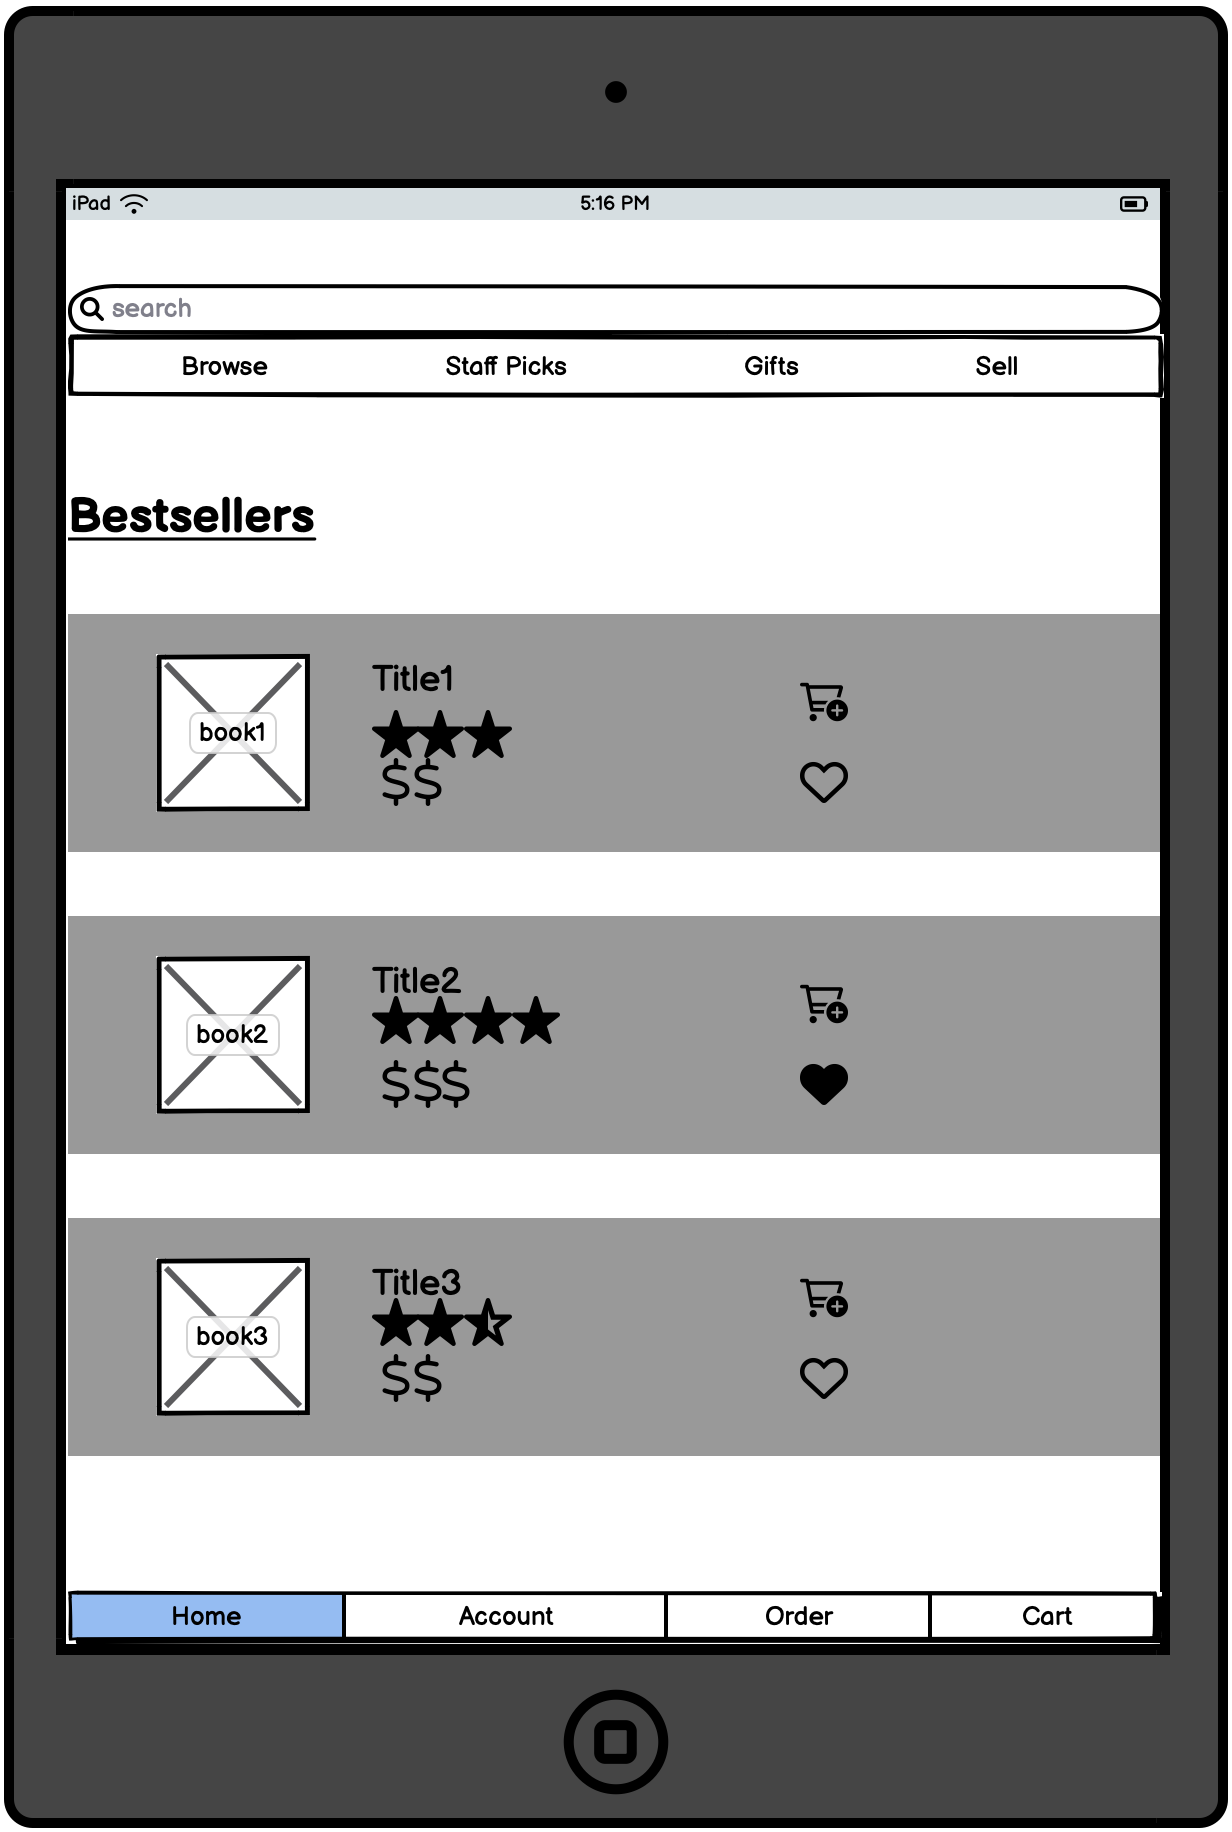 iPad 5:16 PM
search
Browse Staff Picks Gifts Sell
Bestsellers
Title1
book1
$$
Title2
book2
$$$
Title3
book3
$$
Home Account Order Cart